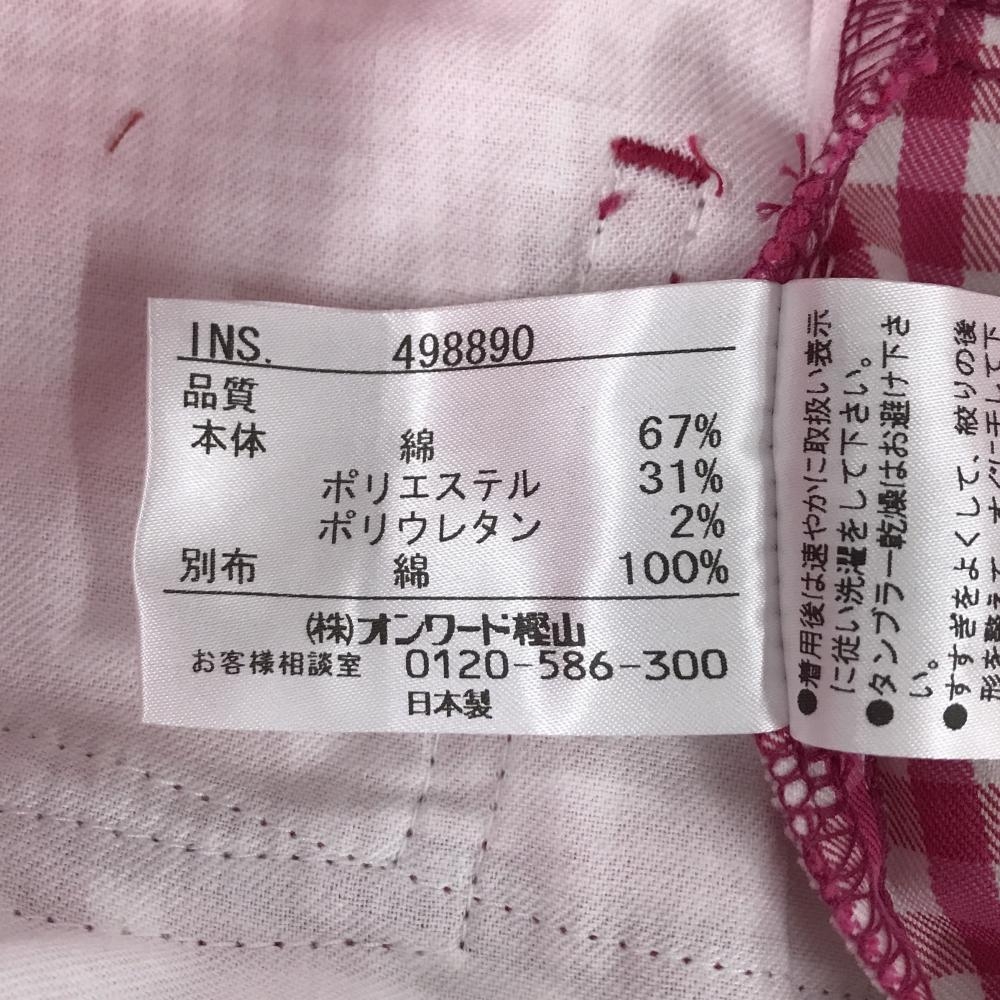 INS. 498890
品質
本体 綿 67%
ポリエステル 31%
ポリウレタン 2%
別布 綿 100%
(株)オンワード樫山
お客様相談室 0120-586-300
日本製
●着用後は速やかに取扱い表示
に従い洗濯をして下さい。
●タンブラー乾燥はお避け下さ
い。
●すすぎをよくして、絞りの後